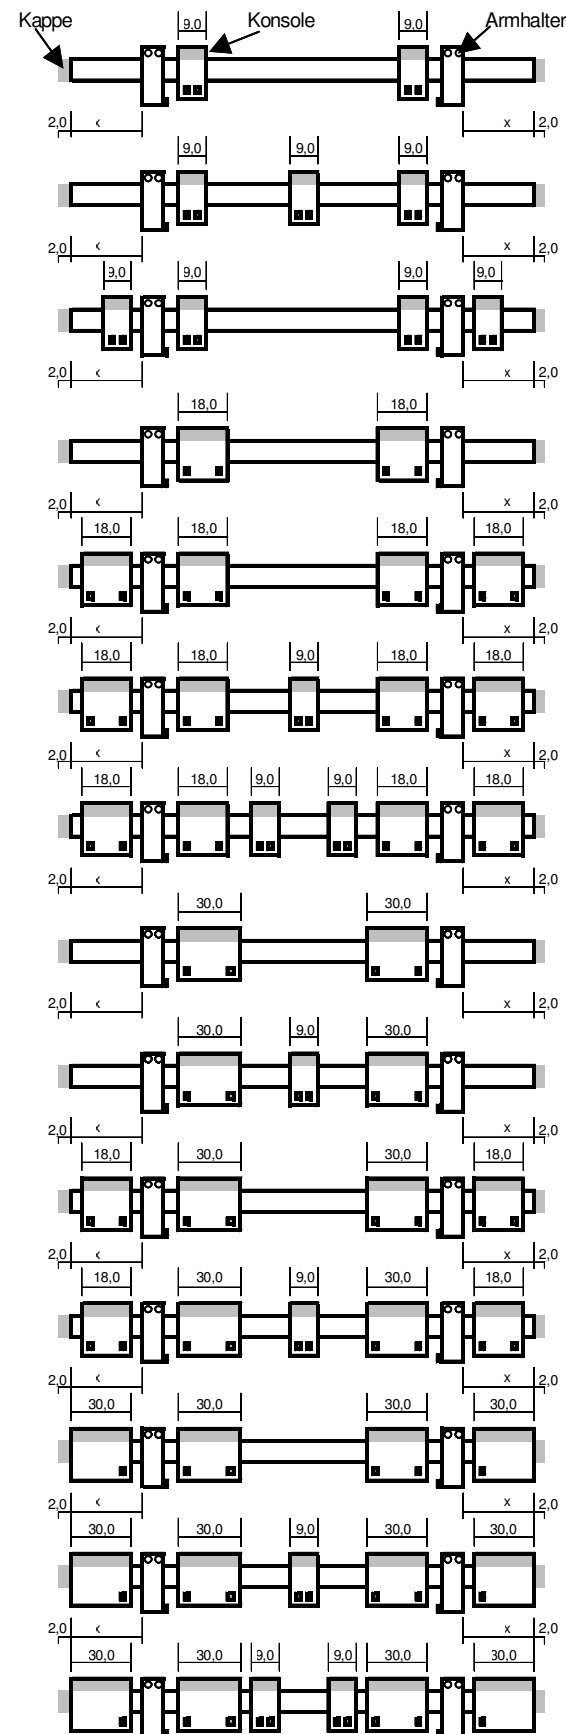 Kappe 9,0 Konsole 9,0 Armhalter
2,0 x x 2,0
9,0 9,0 9,0
2,0 x x 2,0
9,0 9,0 9,0 9,0
2,0 x x 2,0
18,0 18,0
2,0 x x 2,0
18,0 18,0 18,0 18,0
2,0 x x 2,0
18,0 18,0 9,0 18,0 18,0
2,0 x x 2,0
18,0 18,0 9,0 9,0 18,0 18,0
2,0 x x 2,0
30,0 30,0
2,0 x x 2,0
30,0 9,0 30,0
2,0 x x 2,0
18,0 30,0 30,0 18,0
2,0 x x 2,0
18,0 30,0 9,0 30,0 18,0
2,0 x x 2,0
30,0 30,0 30,0 30,0
2,0 x x 2,0
30,0 30,0 9,0 30,0 30,0
2,0 x x 2,0
30,0 30,0 9,0 9,0 30,0 30,0